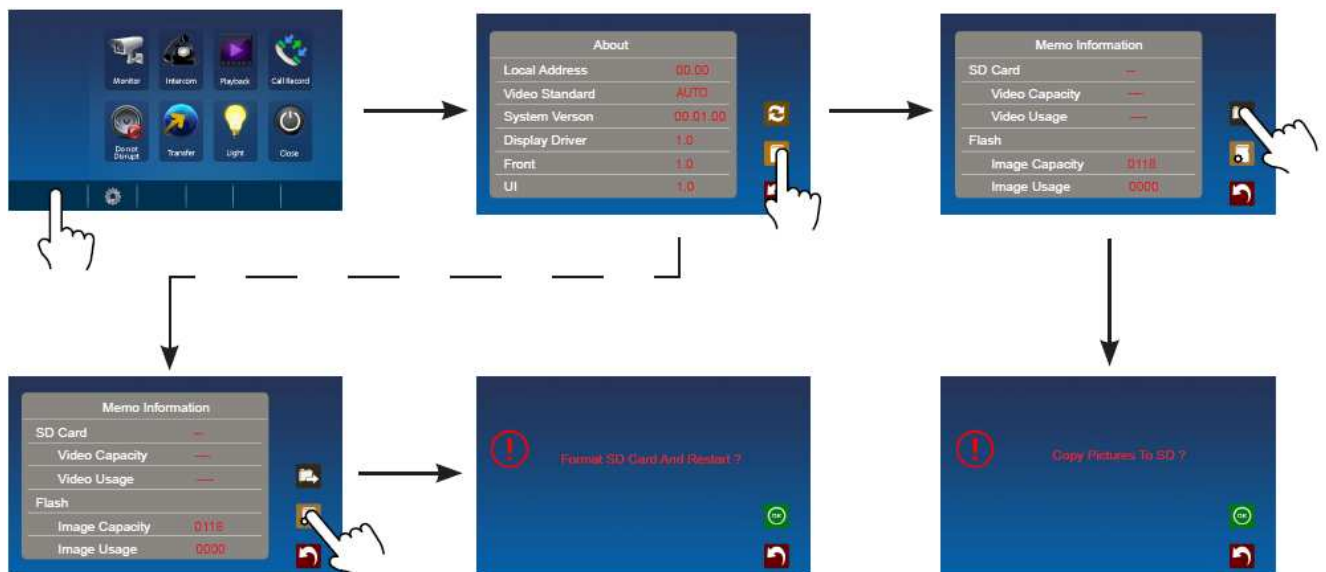 Monitor Intercom Playback Call Record
Do not Disrupt Transfer Light Close
About
Local Address 00.00
Video Standard AUTO
System Verson 00.01.00
Display Driver 1.0
Front 1.0
UI 1.0
Memo Information
SD Card --
Video Capacity ----
Video Usage ----
Flash
Image Capacity 0118
Image Usage 0000
Memo Information
SD Card --
Video Capacity ----
Video Usage ----
Flash
Image Capacity 0118
Image Usage 0000
Format SD Card And Restart ?
OK
Copy Pictures To SD ?
OK